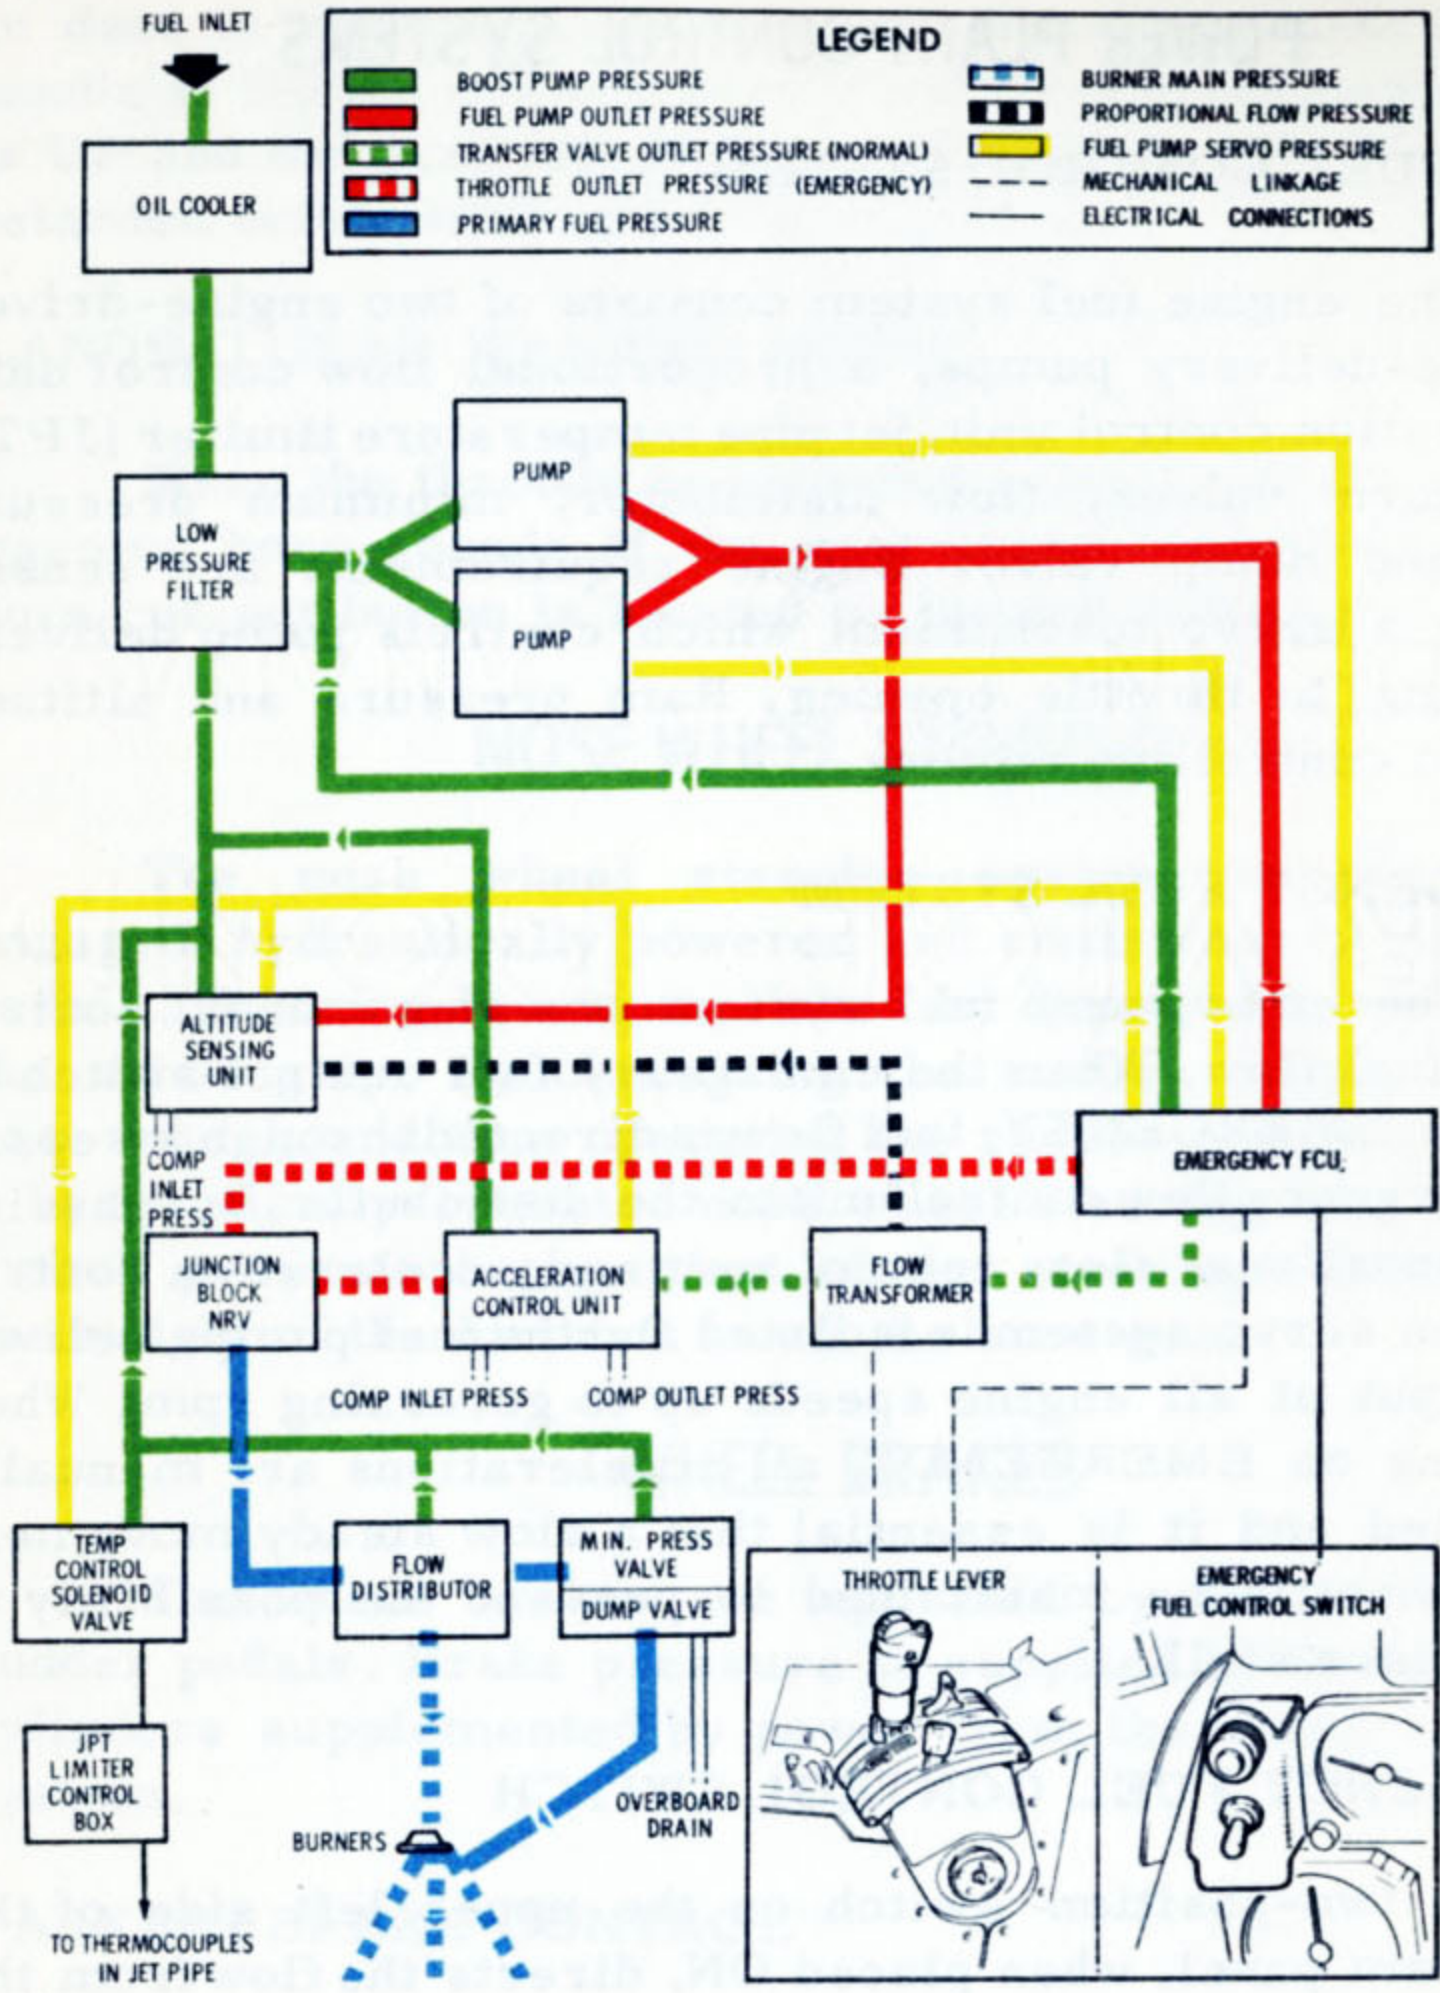 FUEL INLET
LEGEND
BOOST PUMP PRESSURE
FUEL PUMP OUTLET PRESSURE
TRANSFER VALVE OUTLET PRESSURE (NORMAL)
THROTTLE OUTLET PRESSURE (EMERGENCY)
PRIMARY FUEL PRESSURE
BURNER MAIN PRESSURE
PROPORTIONAL FLOW PRESSURE
FUEL PUMP SERVO PRESSURE
MECHANICAL LINKAGE
ELECTRICAL CONNECTIONS
OIL COOLER
PUMP
LOW
PRESSURE
FILTER
PUMP
ALTITUDE
SENSING
UNIT
COMP
INLET
PRESS
EMERGENCY FCU
JUNCTION
BLOCK
NRV
ACCELERATION
CONTROL UNIT
FLOW
TRANSFORMER
COMP INLET PRESS
COMP OUTLET PRESS
TEMP
CONTROL
SOLENOID
VALVE
FLOW
DISTRIBUTOR
MIN. PRESS
VALVE
DUMP VALVE
THROTTLE LEVER
EMERGENCY
FUEL CONTROL SWITCH
JPT
LIMITER
CONTROL
BOX
BURNERS
OVERBOARD
DRAIN
TO THERMOCOUPLES
IN JET PIPE